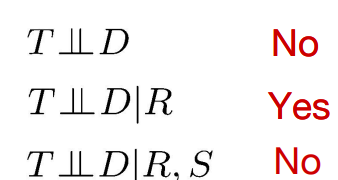 T ⫫ D No
T ⫫ D|R Yes
T ⫫ D|R, S No